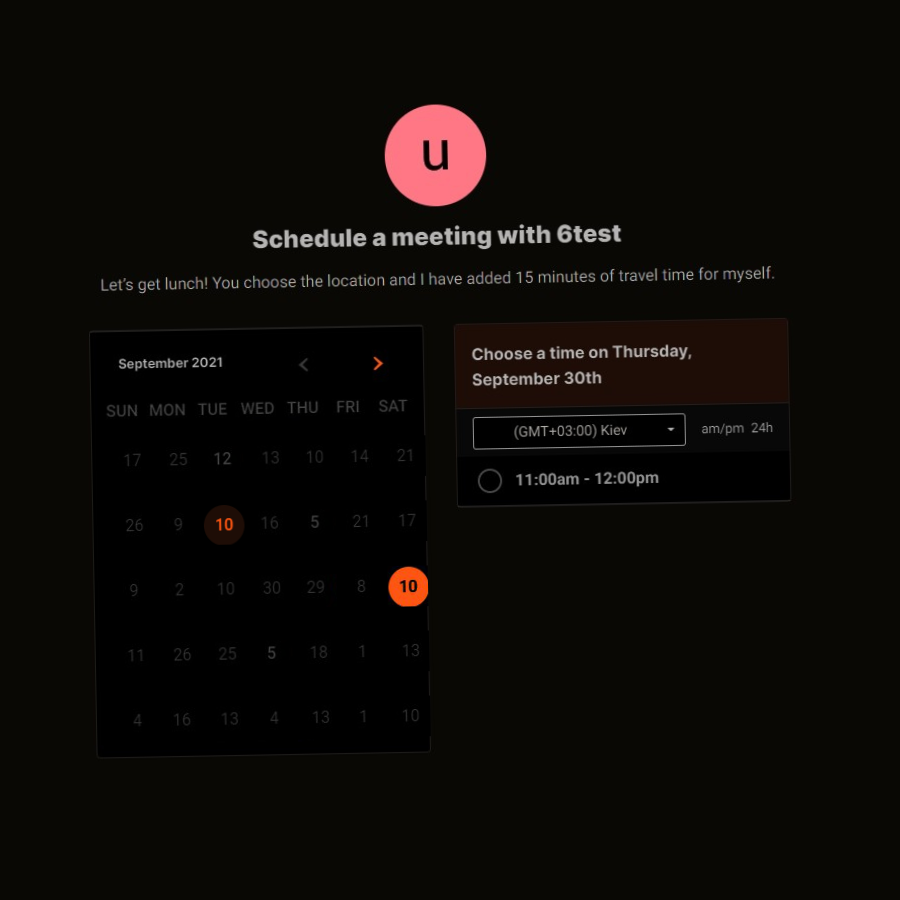 u
Schedule a meeting with 6test
Let's get lunch! You choose the location and I have added 15 minutes of travel time for myself.
September 2021
SUN MON TUE WED THU FRI SAT
17 25 12 13 10 14 21
26 9 10 16 5 21 17
9 2 10 30 29 8 10
11 26 25 5 18 1 13
4 16 13 4 13 1 10
Choose a time on Thursday,
September 30th
(GMT+03:00) Kiev am/pm 24h
11:00am - 12:00pm